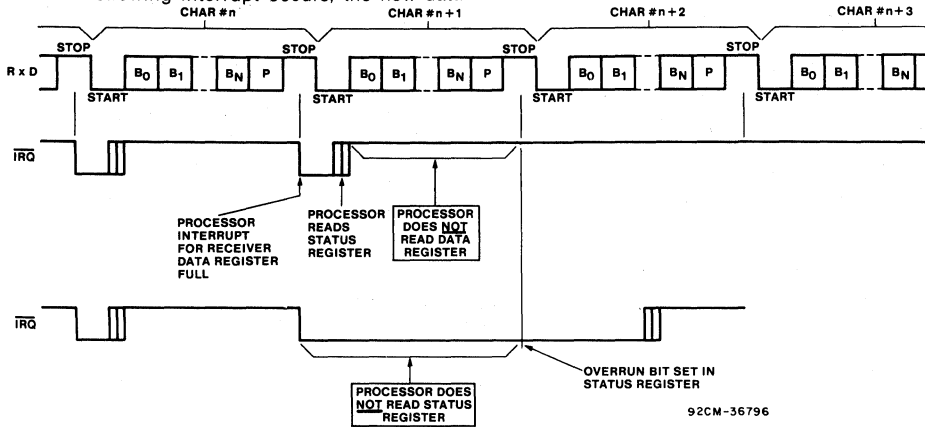 CHAR #n
CHAR #n+1
CHAR #n+2
CHAR #n+3
STOP
STOP
STOP
STOP
R x D
B0
B1
BN
P
B0
B1
BN
P
B0
B1
BN
P
B0
B1
BN
START
START
START
START
IRQ
PROCESSOR
INTERRUPT
FOR RECEIVER
DATA REGISTER
FULL
PROCESSOR
READS
STATUS
REGISTER
PROCESSOR
DOES NOT
READ DATA
REGISTER
IRQ
PROCESSOR DOES
NOT READ STATUS
REGISTER
OVERRUN BIT SET IN
STATUS REGISTER
92CM-36796